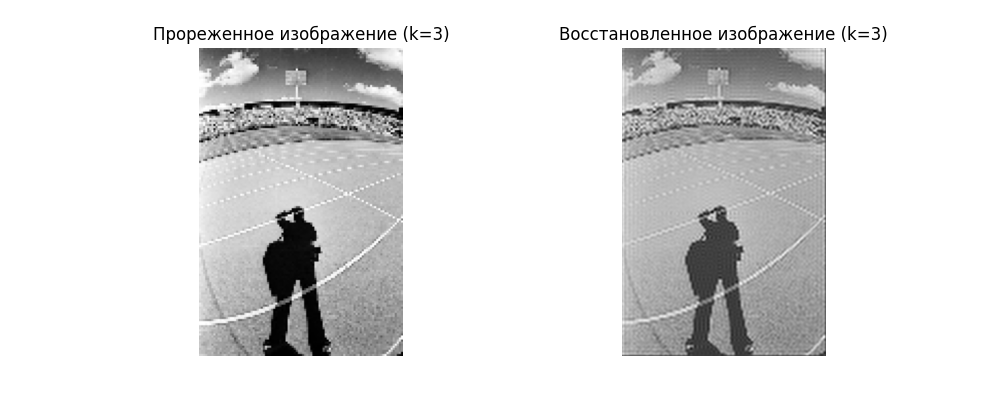 Прореженное изображение (k=3)
Восстановленное изображение (k=3)